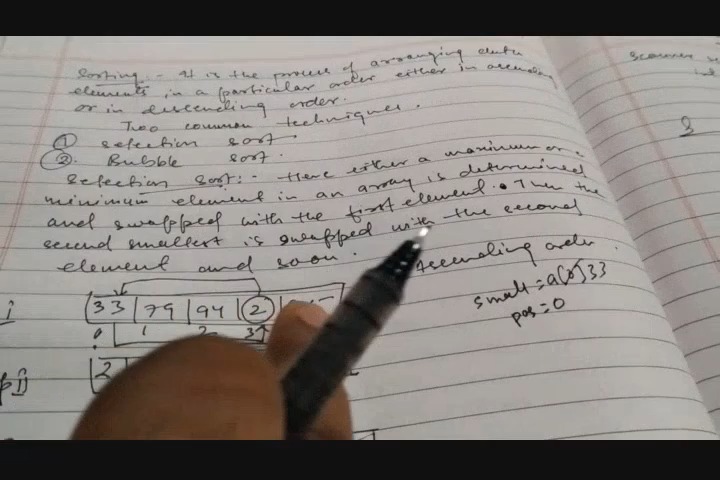 Sorting - It is the process of arranging data
elements in a particular order either in ascending
or in descending order.
Two common techniques.
① selection sort
② Bubble sort.
Selection Sort:- Here either a maximum or a
minimum element in an array is determined
and swapped with the first element. Then the
second smallest is swapped with the second
element and so on.
Ascending order.
small = a[0] 33
pos = 0
33 79 94 2
0 1 2 3
2